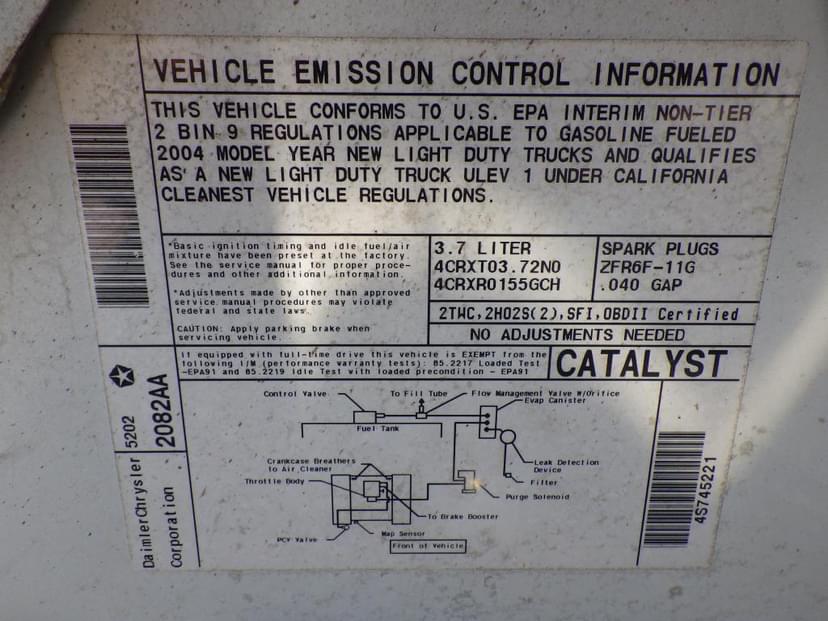 VEHICLE EMISSION CONTROL INFORMATION
THIS VEHICLE CONFORMS TO U.S. EPA INTERIM NON-TIER
2 BIN 9 REGULATIONS APPLICABLE TO GASOLINE FUELED
2004 MODEL YEAR NEW LIGHT DUTY TRUCKS AND QUALIFIES
AS A NEW LIGHT DUTY TRUCK ULEV 1 UNDER CALIFORNIA
CLEANEST VEHICLE REGULATIONS.
*Basic ignition timing and idle fuel/air
mixture have been preset at the factory.
See the service manual for proper proce-
dures and other additional information.
*Adjustments made by other than approved
service manual procedures may violate
federal and state laws.
CAUTION: Apply parking brake when
servicing vehicle.
3.7 LITER
4CRXT03.72N0
4CRXR0155GCH
SPARK PLUGS
ZFR6F-11G
.040 GAP
2TWC,2HO2S(2),SFI,OBDII Certified
NO ADJUSTMENTS NEEDED
If equipped with full-time drive this vehicle is EXEMPT from the
following I/M (performance warranty tests): 85.2217 Loaded Test
-EPA91 and 85.2219 Idle Test with loaded precondition - EPA91
CATALYST
Control Valve
To Fill Tube
Flow Management Valve W/Orifice
Evap Canister
Fuel Tank
Crankcase Breathers
to Air Cleaner
Throttle Body
Leak Detection
Device
Filter
Purge Solenoid
To Brake Booster
Map Sensor
PCV Valve
Front of Vehicle
DaimlerChrysler
Corporation
5202
2082AA
4S745221